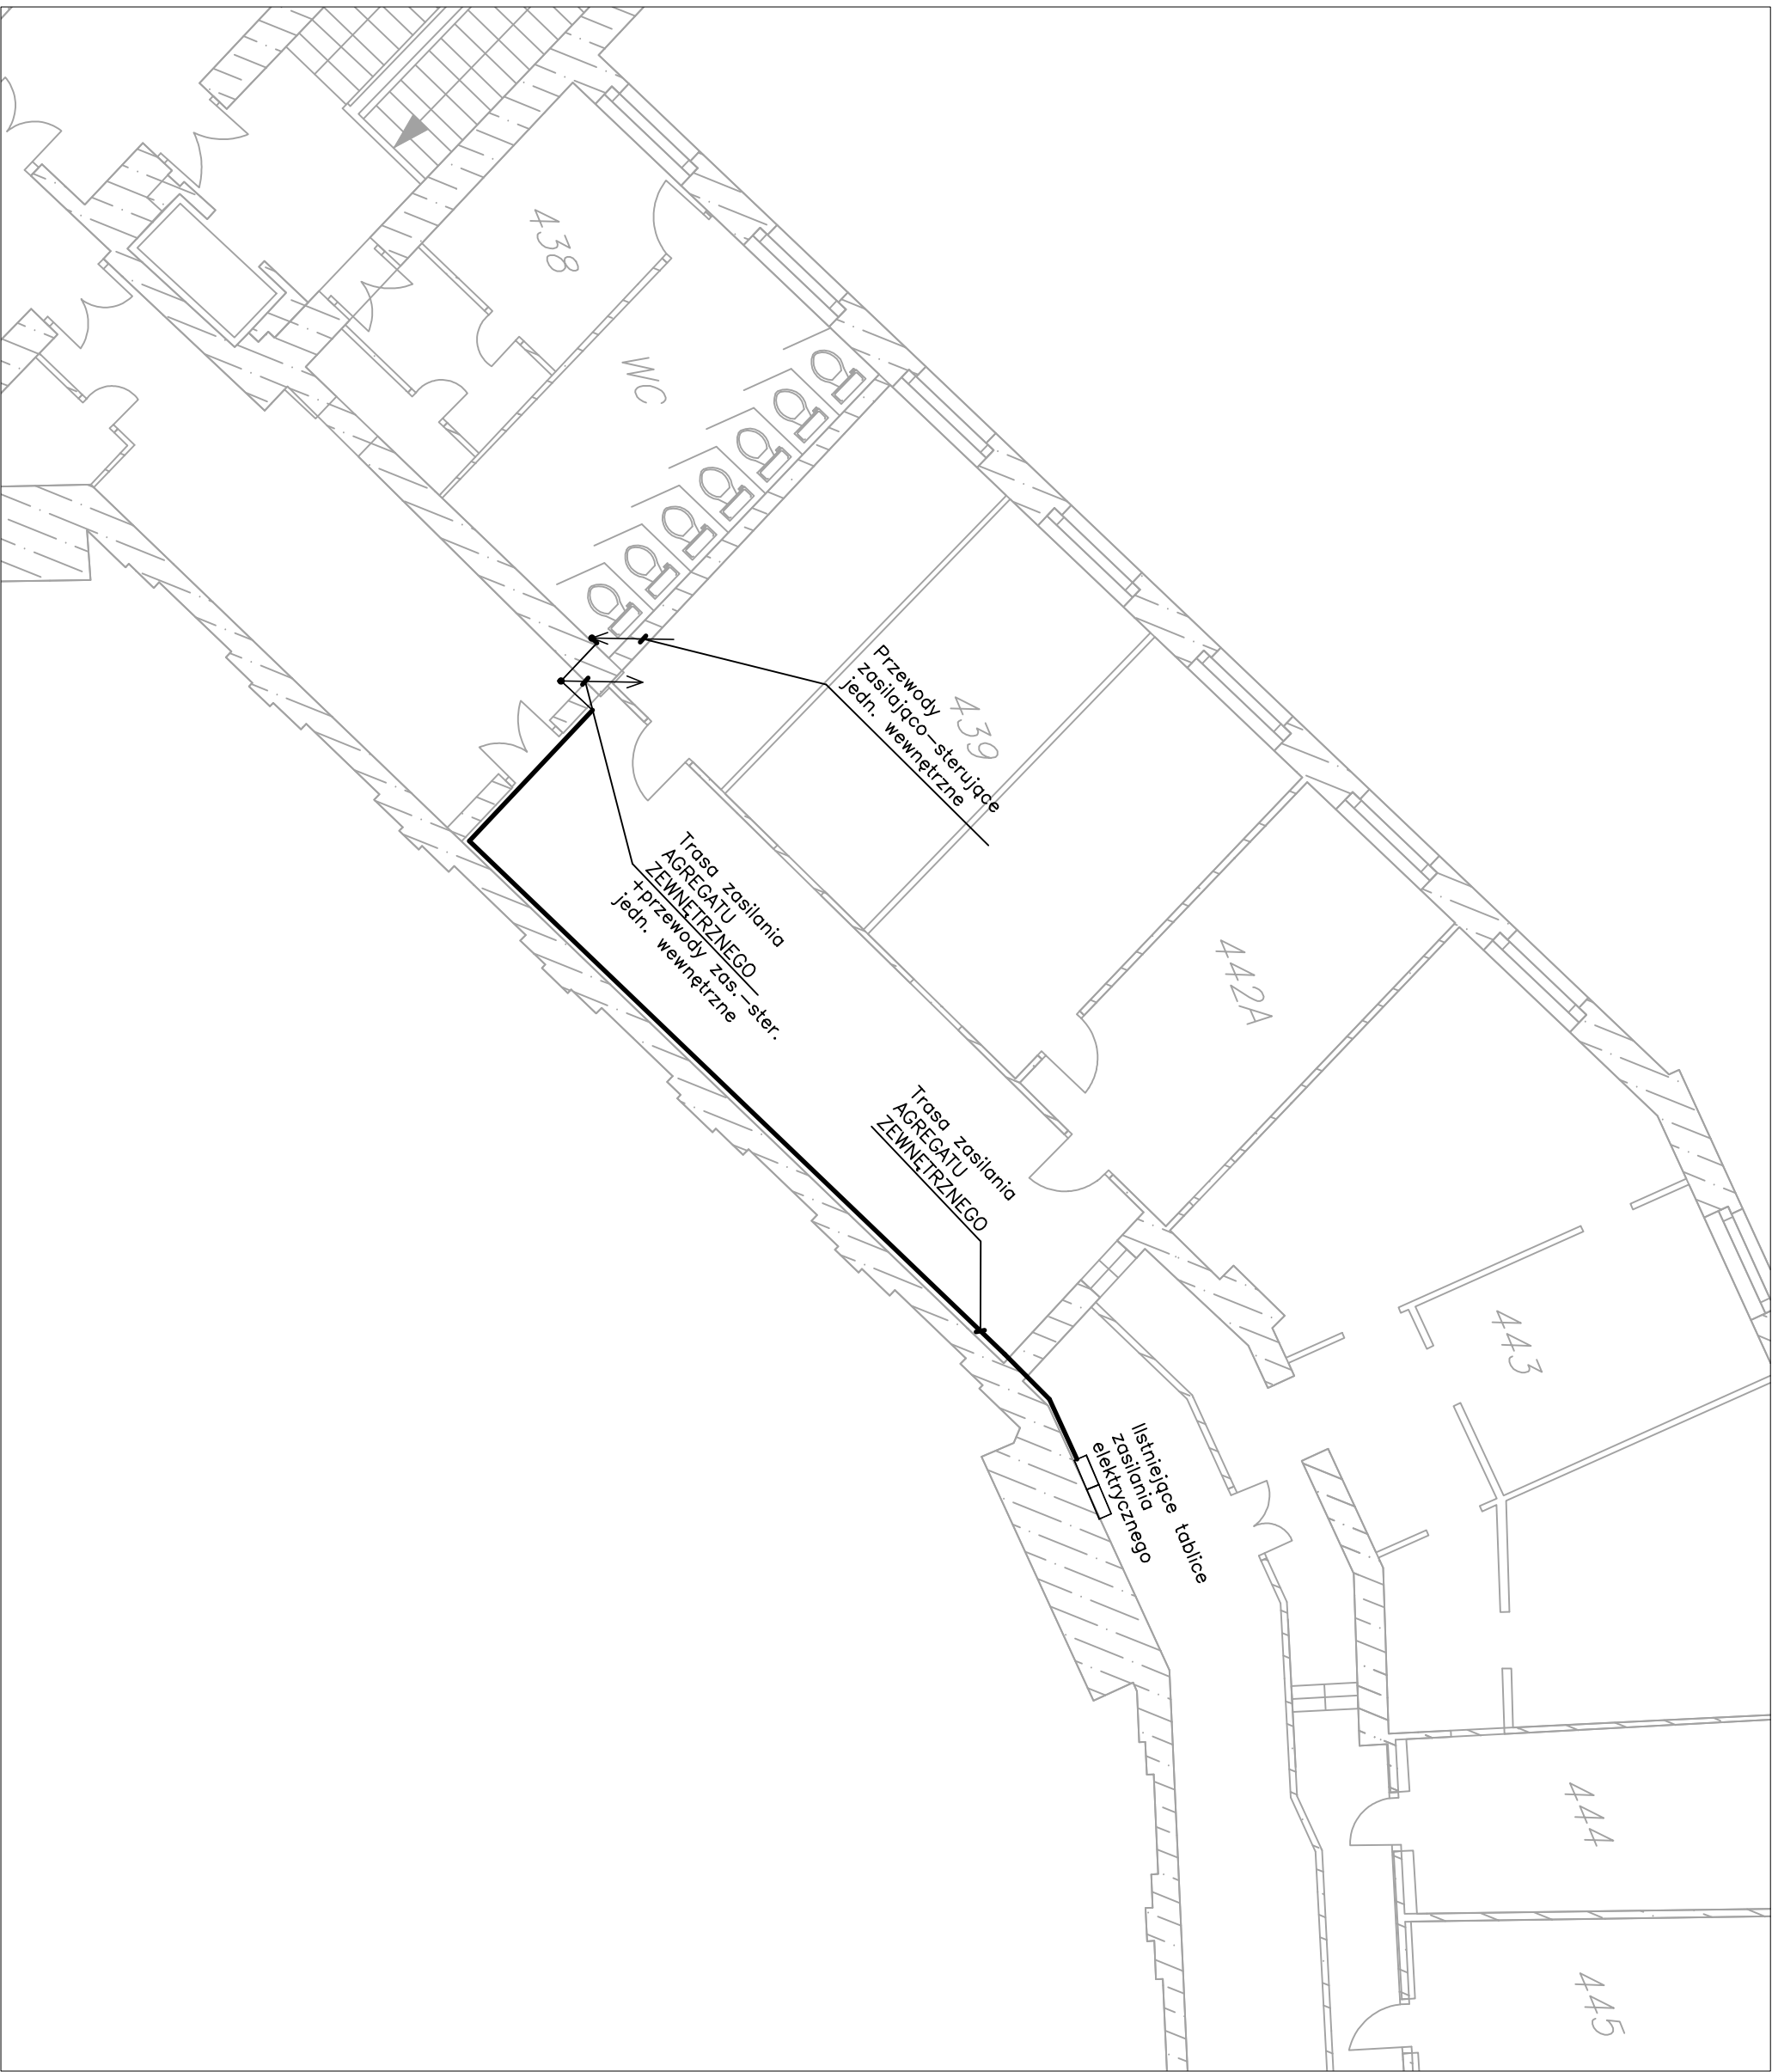 438
WC
439
Przewody
zasilająco-sterujące
jedn. wewnętrzne
Trasa zasilania
AGREGATU
ZEWNĘTRZNEGO
+przewody zas.-ster.
jedn. wewnętrzne
442A
Trasa zasilania
AGREGATU
ZEWNĘTRZNEGO
443
IIstniejące tablice
zasilania
elektrycznego
444
445